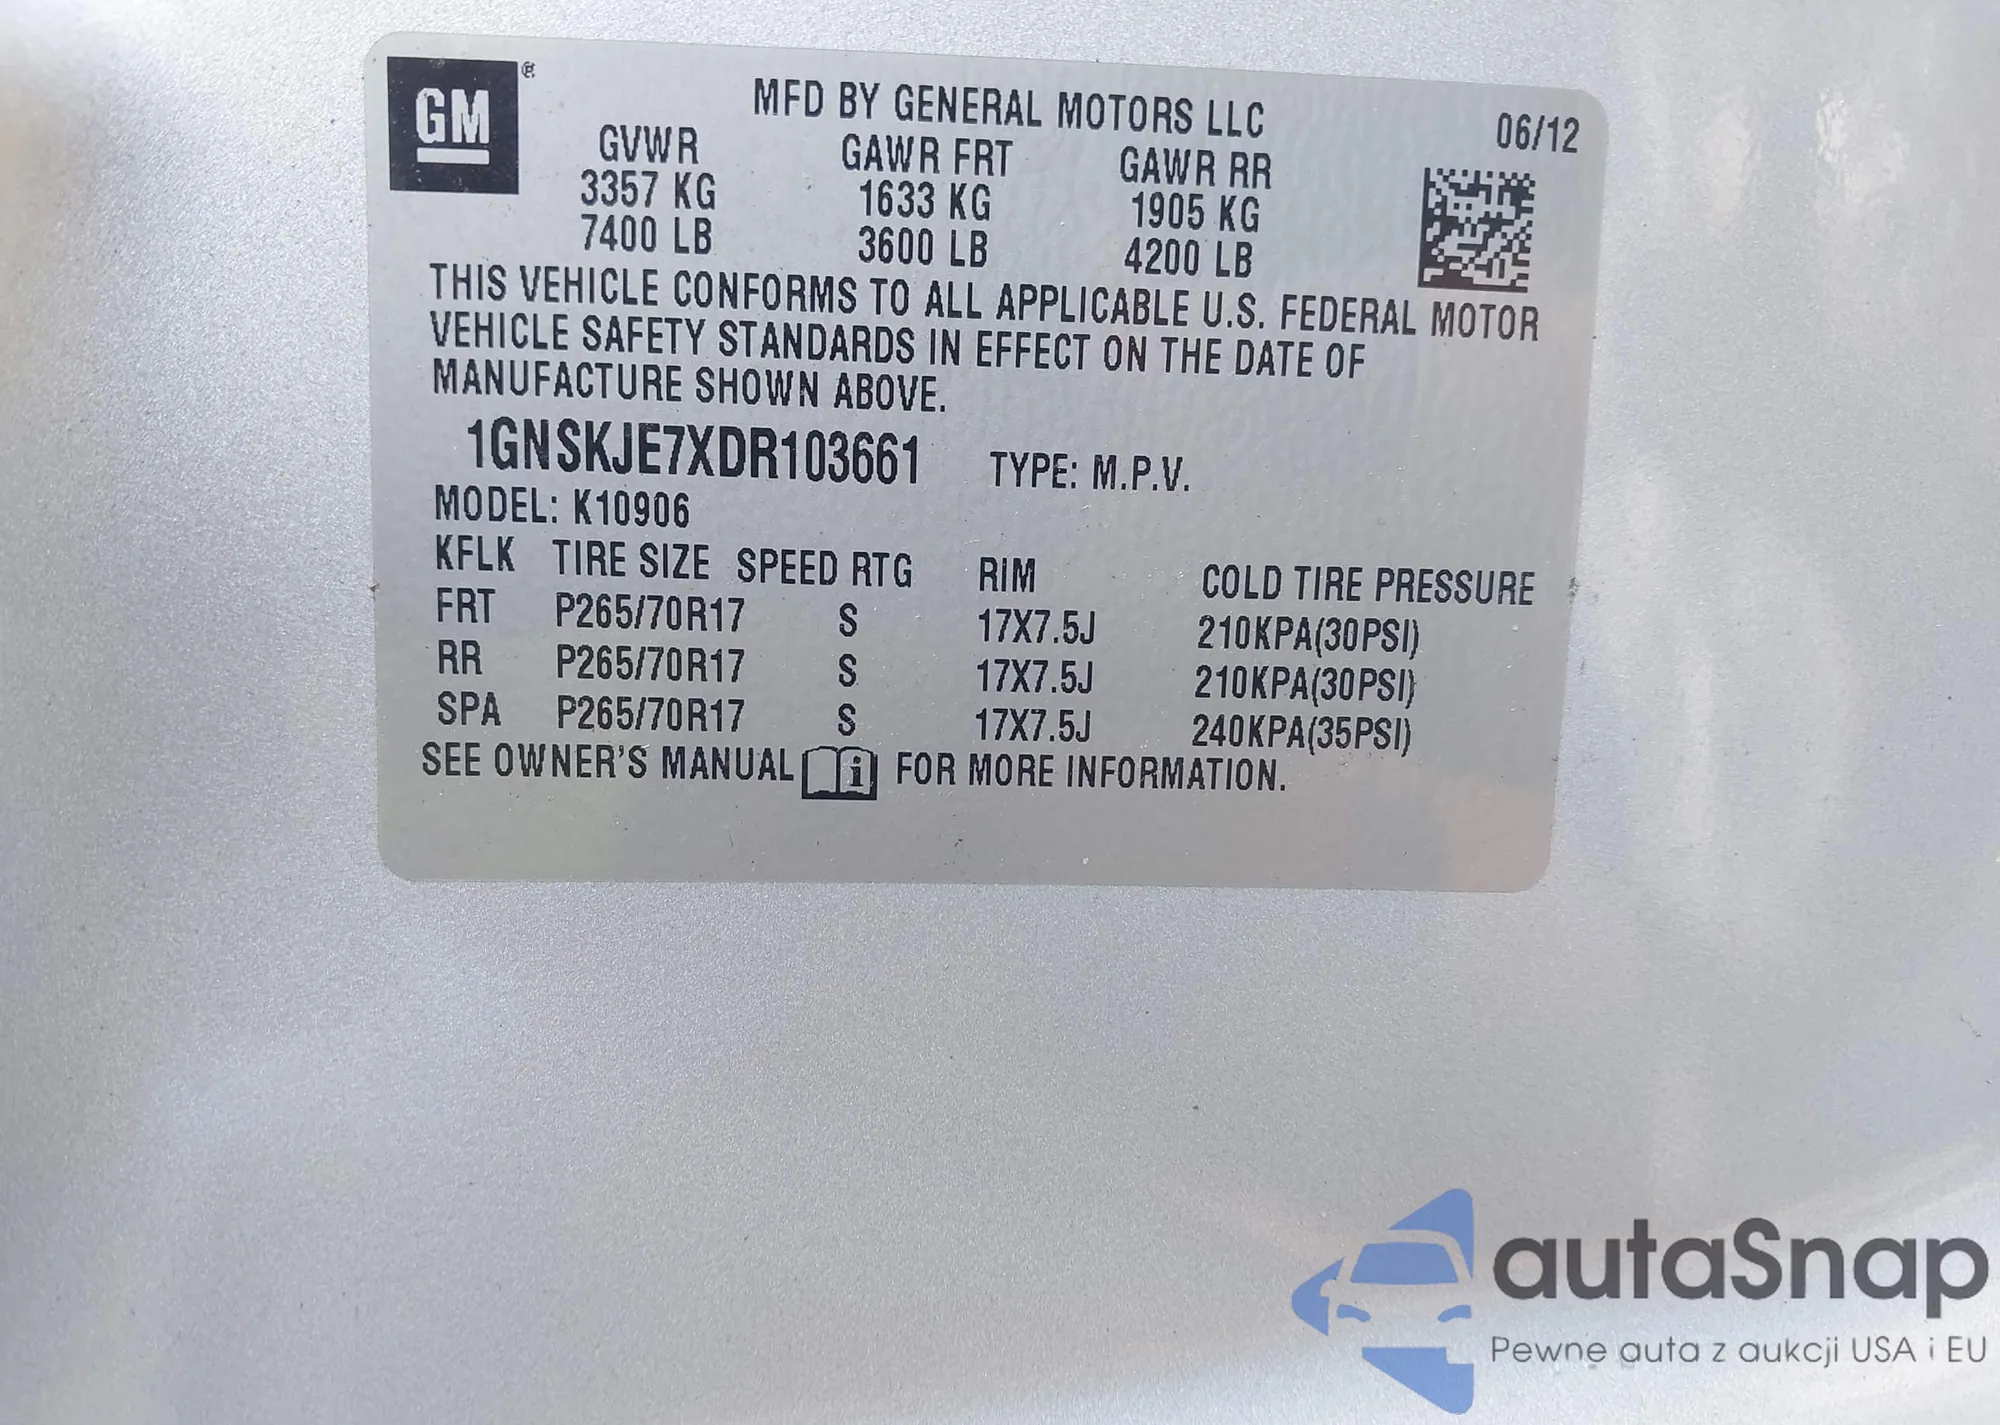 GM®
MFD BY GENERAL MOTORS LLC 06/12
GVWR GAWR FRT GAWR RR
3357 KG 1633 KG 1905 KG
7400 LB 3600 LB 4200 LB
THIS VEHICLE CONFORMS TO ALL APPLICABLE U.S. FEDERAL MOTOR
VEHICLE SAFETY STANDARDS IN EFFECT ON THE DATE OF
MANUFACTURE SHOWN ABOVE.
1GNSKJE7XDR103661 TYPE: M.P.V.
MODEL: K10906
KFLK TIRE SIZE SPEED RTG RIM COLD TIRE PRESSURE
FRT P265/70R17 S 17X7.5J 210KPA(30PSI)
RR P265/70R17 S 17X7.5J 210KPA(30PSI)
SPA P265/70R17 S 17X7.5J 240KPA(35PSI)
SEE OWNER'S MANUAL i FOR MORE INFORMATION.
autaSnap
Pewne auta z aukcji USA i EU